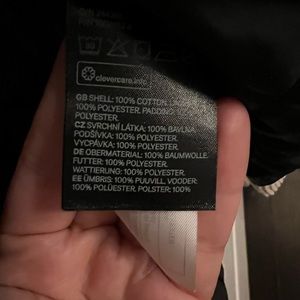 clevercare.info
GB SHELL: 100% COTTON.
100% POLYESTER. PADDING:
POLYESTER.
CZ SVRCHNÍ LÁTKA: 100% BAVLNA.
PODŠÍVKA: 100% POLYESTER.
VYCPÁVKA: 100% POLYESTER.
DE OBERMATERIAL: 100% BAUMWOLLE.
FUTTER: 100% POLYESTER.
WATTIERUNG: 100% POLYESTER.
EE ÜMBRIS: 100% PUUVILL. VOODER:
100% POLÜESTER. POLSTER: 100%